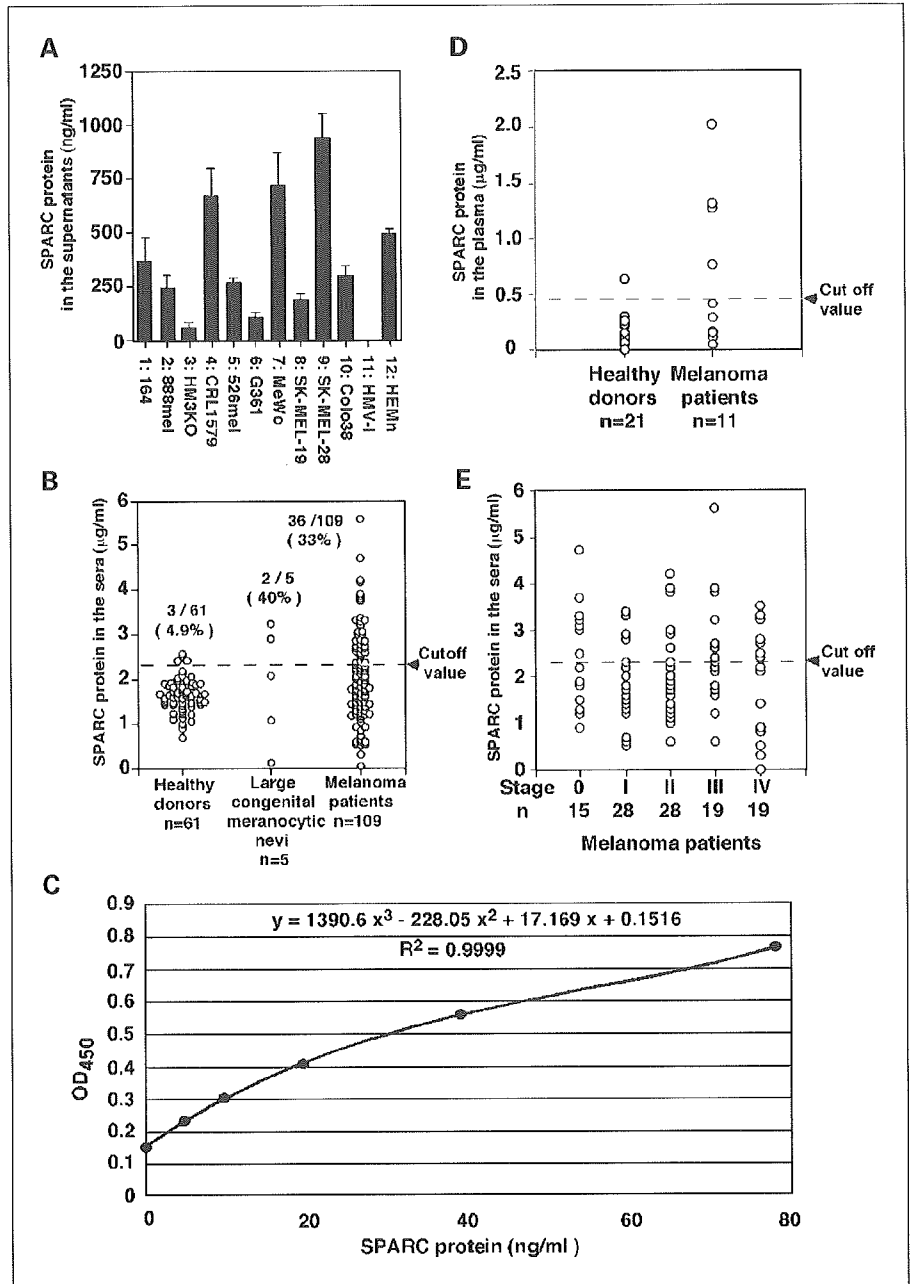 A
SPARC protein
in the supernatants (ng/ml)
1250
1000
750
500
250
0
1: 164
2: 888mel
3: HM3KO
4: CRL1579
5: 526mel
6: G361
7: MeWo
8: SK-MEL-19
9: SK-MEL-28
10: Colo38
11: HMV-I
12: HEMn
D
SPARC protein
in the plasma (µg/ml)
2.5
2.0
1.5
1.0
0.5
0
Cut off
value
Healthy
donors
n=21
Melanoma
patients
n=11
B
SPARC protein in the sera (µg/ml)
6
5
4
3
2
1
0
3 / 61
( 4.9% )
2 / 5
(40%)
36 /109
( 33% )
Cutoff
value
Healthy
donors
n=61
Large
congenital
meranocytic
nevi
n=5
Melanoma
patients
n=109
E
SPARC protein in the sera (µg/ml)
6
5
4
3
2
1
0
Cut off
value
Stage 0 I II III IV
n 15 28 28 19 19
Melanoma patients
C
OD450
0.9
0.8
0.7
0.6
0.5
0.4
0.3
0.2
0.1
0
y = 1390.6 x³ - 228.05 x² + 17.169 x + 0.1516
R² = 0.9999
0 20 40 60 80
SPARC protein (ng/ml )